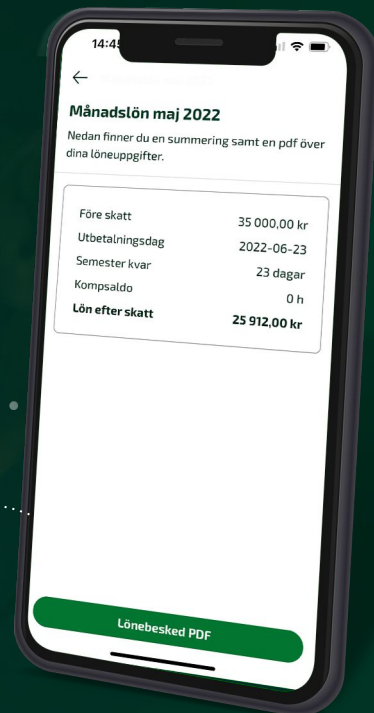 Månadslön maj 2022
Nedan finner du en summering samt en pdf över
dina löneuppgifter.
Före skatt 35 000,00 kr
Utbetalningsdag 2022-06-23
Semester kvar 23 dagar
Kompsaldo 0 h
Lön efter skatt 25 912,00 kr
Lönebesked PDF